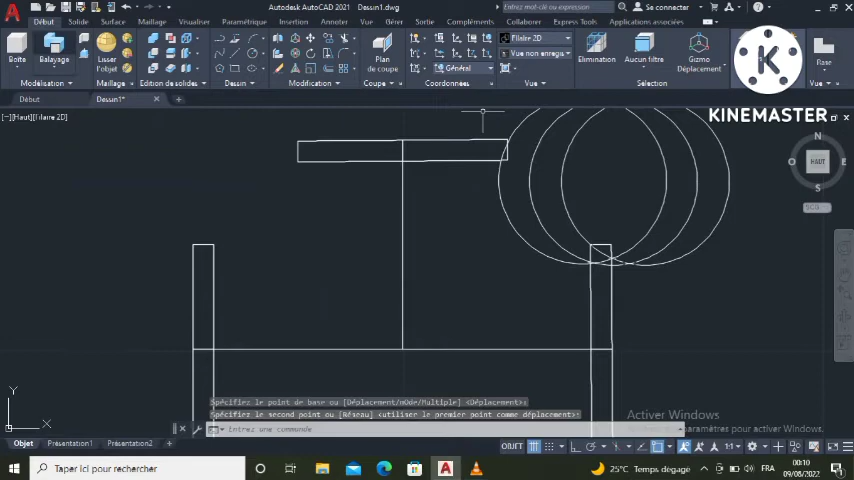 Autodesk AutoCAD 2021 Dessin1.dwg
Entrez mot-clé ou expression
Se connecter
Début Solide Surface Maillage Visualiser Paramétrique Insertion Annoter Vue Gérer Sortie Compléments Collaborer Express Tools Applications associées
Boîte
Balayage
Lisser l'objet
Plan de coupe
Général
Filaire 2D
Vue non enregis
Elimination
Aucun filtre
Gizmo Déplacement
Base
Modélisation
Maillage
Edition de solides
Dessin
Modification
Coupe
Coordonnées
Vue
Sélection
Vue
K
KINEMASTER
Début
Dessin1*
[−][Haut][Filaire 2D]
N
O
HAUT
E
S
SCG
Y
X
Spécifiez le point de base ou [Déplacement/mOde/Multiple] <Déplacement>:
Spécifiez le second point ou [Réseau] <utiliser le premier point comme déplacement>:
Entrez une commande
Activer Windows
paramètres pour activer Windows.
Objet
Présentation1
Présentation2
OBJET
1:1
Taper ici pour rechercher
25°C Temps dégagé
FRA
00:10
09/08/2022